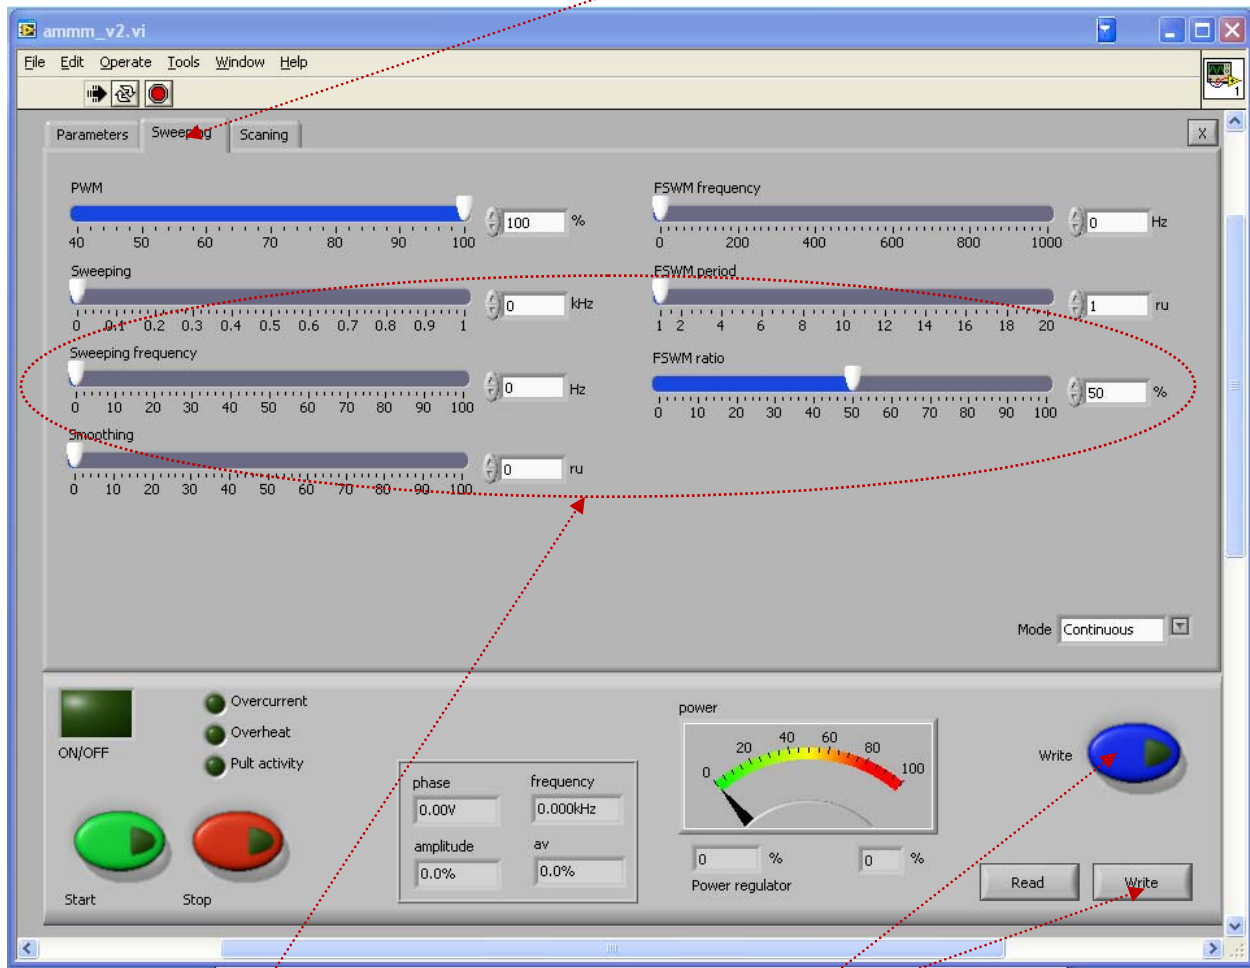 ammm_v2.vi
File Edit Operate Tools Window Help
1
Parameters Sweeping Scaning
X
PWM
100 %
40 50 60 70 80 90 100
FSWM frequency
0 Hz
0 200 400 600 800 1000
Sweeping
0 kHz
0 0.1 0.2 0.3 0.4 0.5 0.6 0.7 0.8 0.9 1
FSWM period
1 ru
1 2 4 6 8 10 12 14 16 18 20
Sweeping frequency
0 Hz
0 10 20 30 40 50 60 70 80 90 100
FSWM ratio
50 %
0 10 20 30 40 50 60 70 80 90 100
Smoothing
0 ru
0 10 20 30 40 50 60 70 80 90 100
Mode Continuous
ON/OFF
Overcurrent
Overheat
Pult activity
Start Stop
phase frequency
0.00V 0.000kHz
amplitude av
0.0% 0.0%
power
0 20 40 60 80 100
0 % 0 %
Power regulator
Write
Read Write